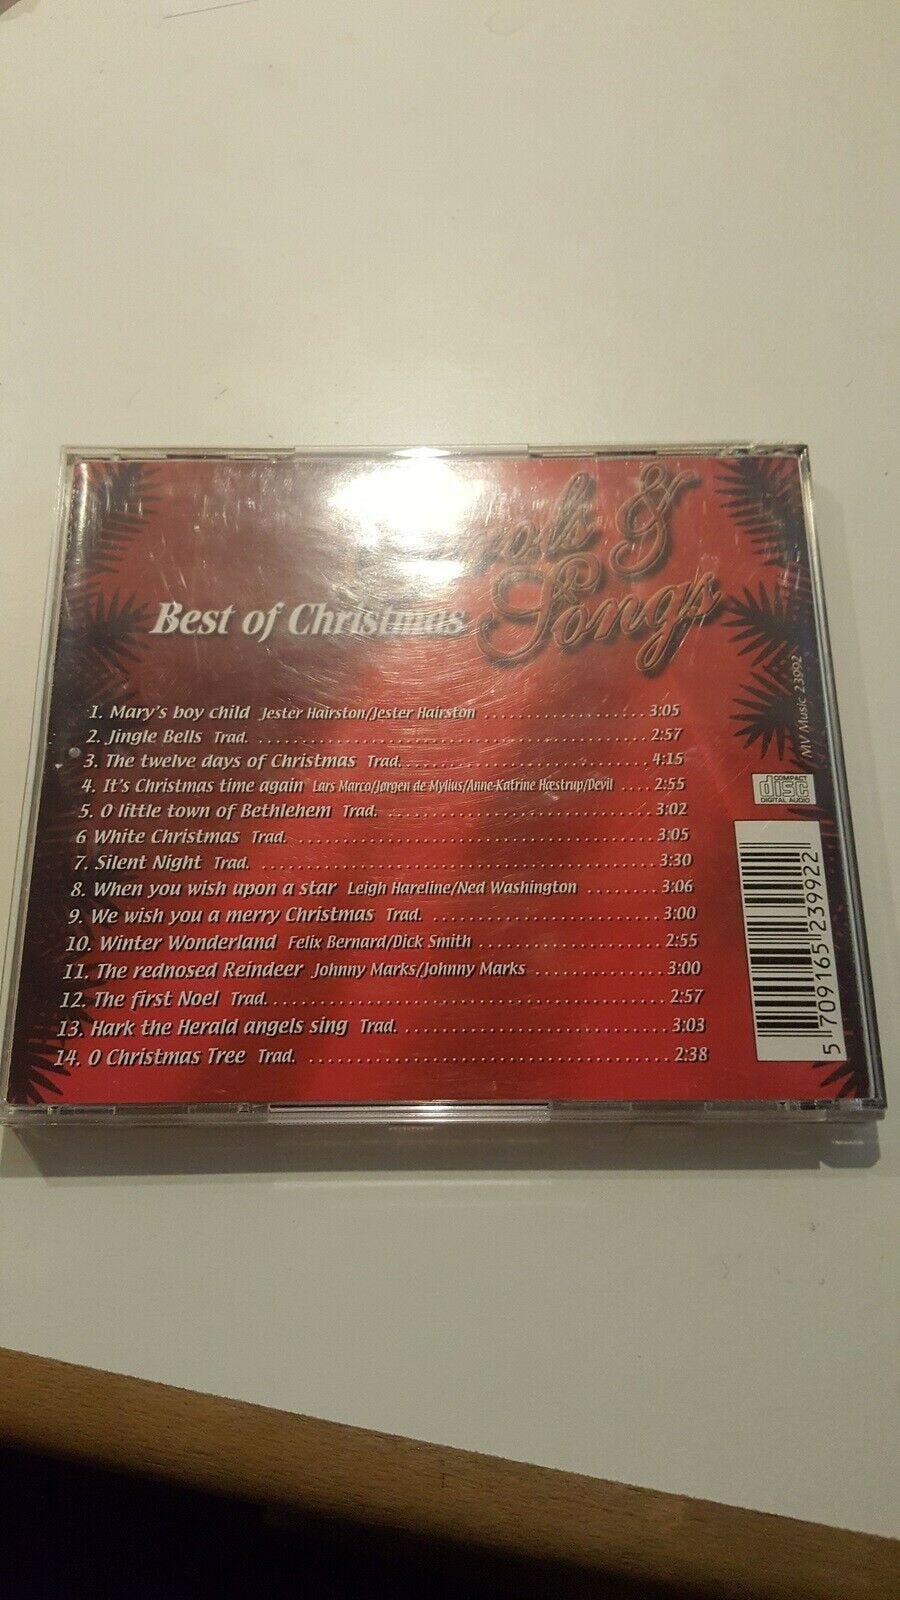 & 
Best of Christmas Songs
1. Mary's boy child Jester Hairston/Jester Hairston ..................... 3:05
2. Jingle Bells Trad. ..................... 2:57
3. The twelve days of Christmas Trad. ..................... 4:15
4. It's Christmas time again Lars Marco/Jørgen de Mylius/Anne-Katrine Hæstrup/Devil .... 2:55
5. O little town of Bethlehem Trad. ..................... 3:02
6 White Christmas Trad. ..................... 3:05
7. Silent Night Trad. ..................... 3:30
8. When you wish upon a star Leigh Hareline/Ned Washington ........ 3:06
9. We wish you a merry Christmas Trad. ..................... 3:00
10. Winter Wonderland Felix Bernard/Dick Smith ..................... 2:55
11. The rednosed Reindeer Johnny Marks/Johnny Marks ............... 3:00
12. The first Noel Trad. ..................... 2:57
13. Hark the Herald angels sing Trad. ..................... 3:03
14. O Christmas Tree Trad. ..................... 2:38
MV Music 23992
COMPACT
disc
DIGITAL AUDIO
5 709165 239922